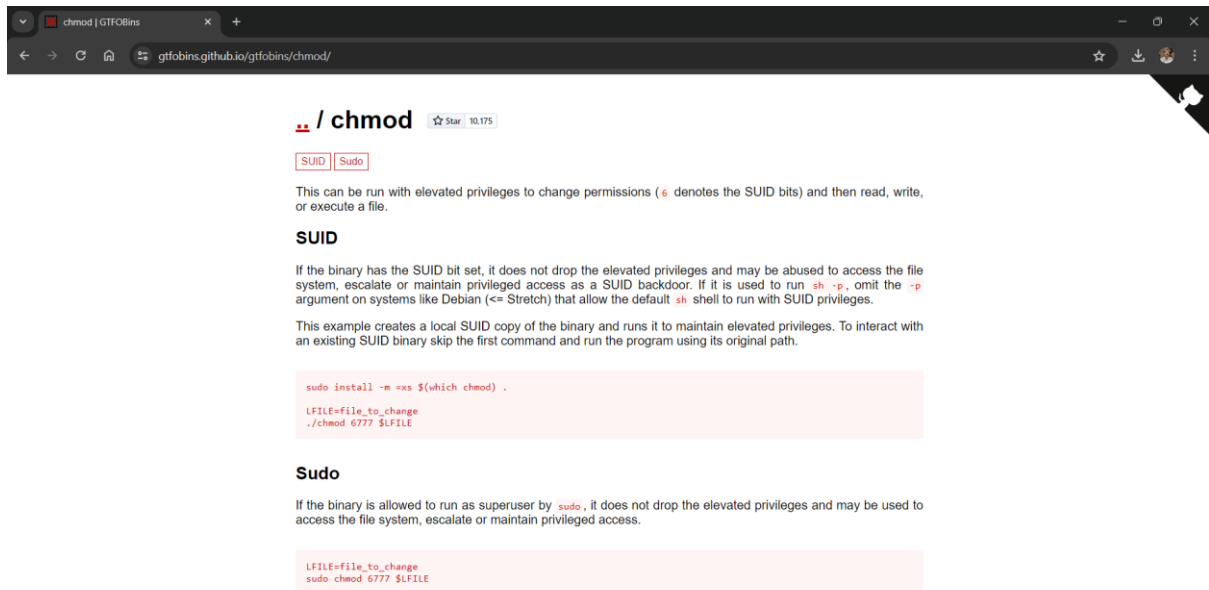 chmod | GTFOBins
gtfobins.github.io/gtfobins/chmod/
.. / chmod Star 10,175
SUID Sudo
This can be run with elevated privileges to change permissions ( 6 denotes the SUID bits) and then read, write,
or execute a file.
SUID
If the binary has the SUID bit set, it does not drop the elevated privileges and may be abused to access the file
system, escalate or maintain privileged access as a SUID backdoor. If it is used to run sh -p , omit the -p
argument on systems like Debian (<= Stretch) that allow the default sh shell to run with SUID privileges.
This example creates a local SUID copy of the binary and runs it to maintain elevated privileges. To interact with
an existing SUID binary skip the first command and run the program using its original path.
sudo install -m =xs $(which chmod) .
LFILE=file_to_change
./chmod 6777 $LFILE
Sudo
If the binary is allowed to run as superuser by sudo , it does not drop the elevated privileges and may be used to
access the file system, escalate or maintain privileged access.
LFILE=file_to_change
sudo chmod 6777 $LFILE